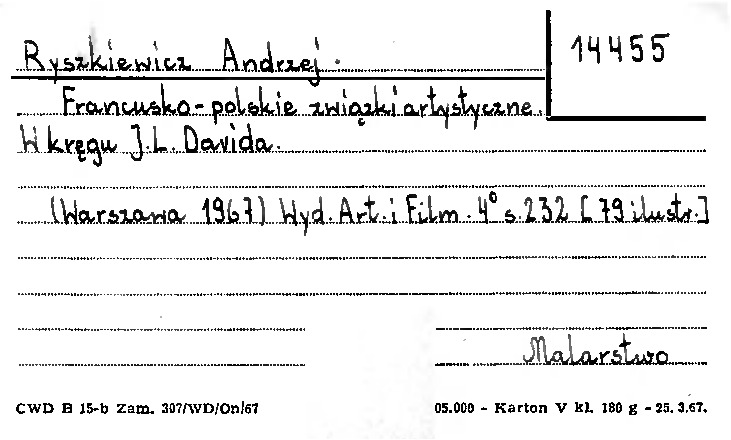 Ryszkiewicz Andrzej.
14455
Francusko-polskie związki artystyczne.
W kręgu J.L. Davida.
(Warszawa 1967) Wyd. Art. i Film. 4° s. 232 [79 ilustr.]
Malarstwo
CWD B 15-b Zam. 307/WD/On/67
05.000 - Karton V kl. 180 g - 25.3.67.